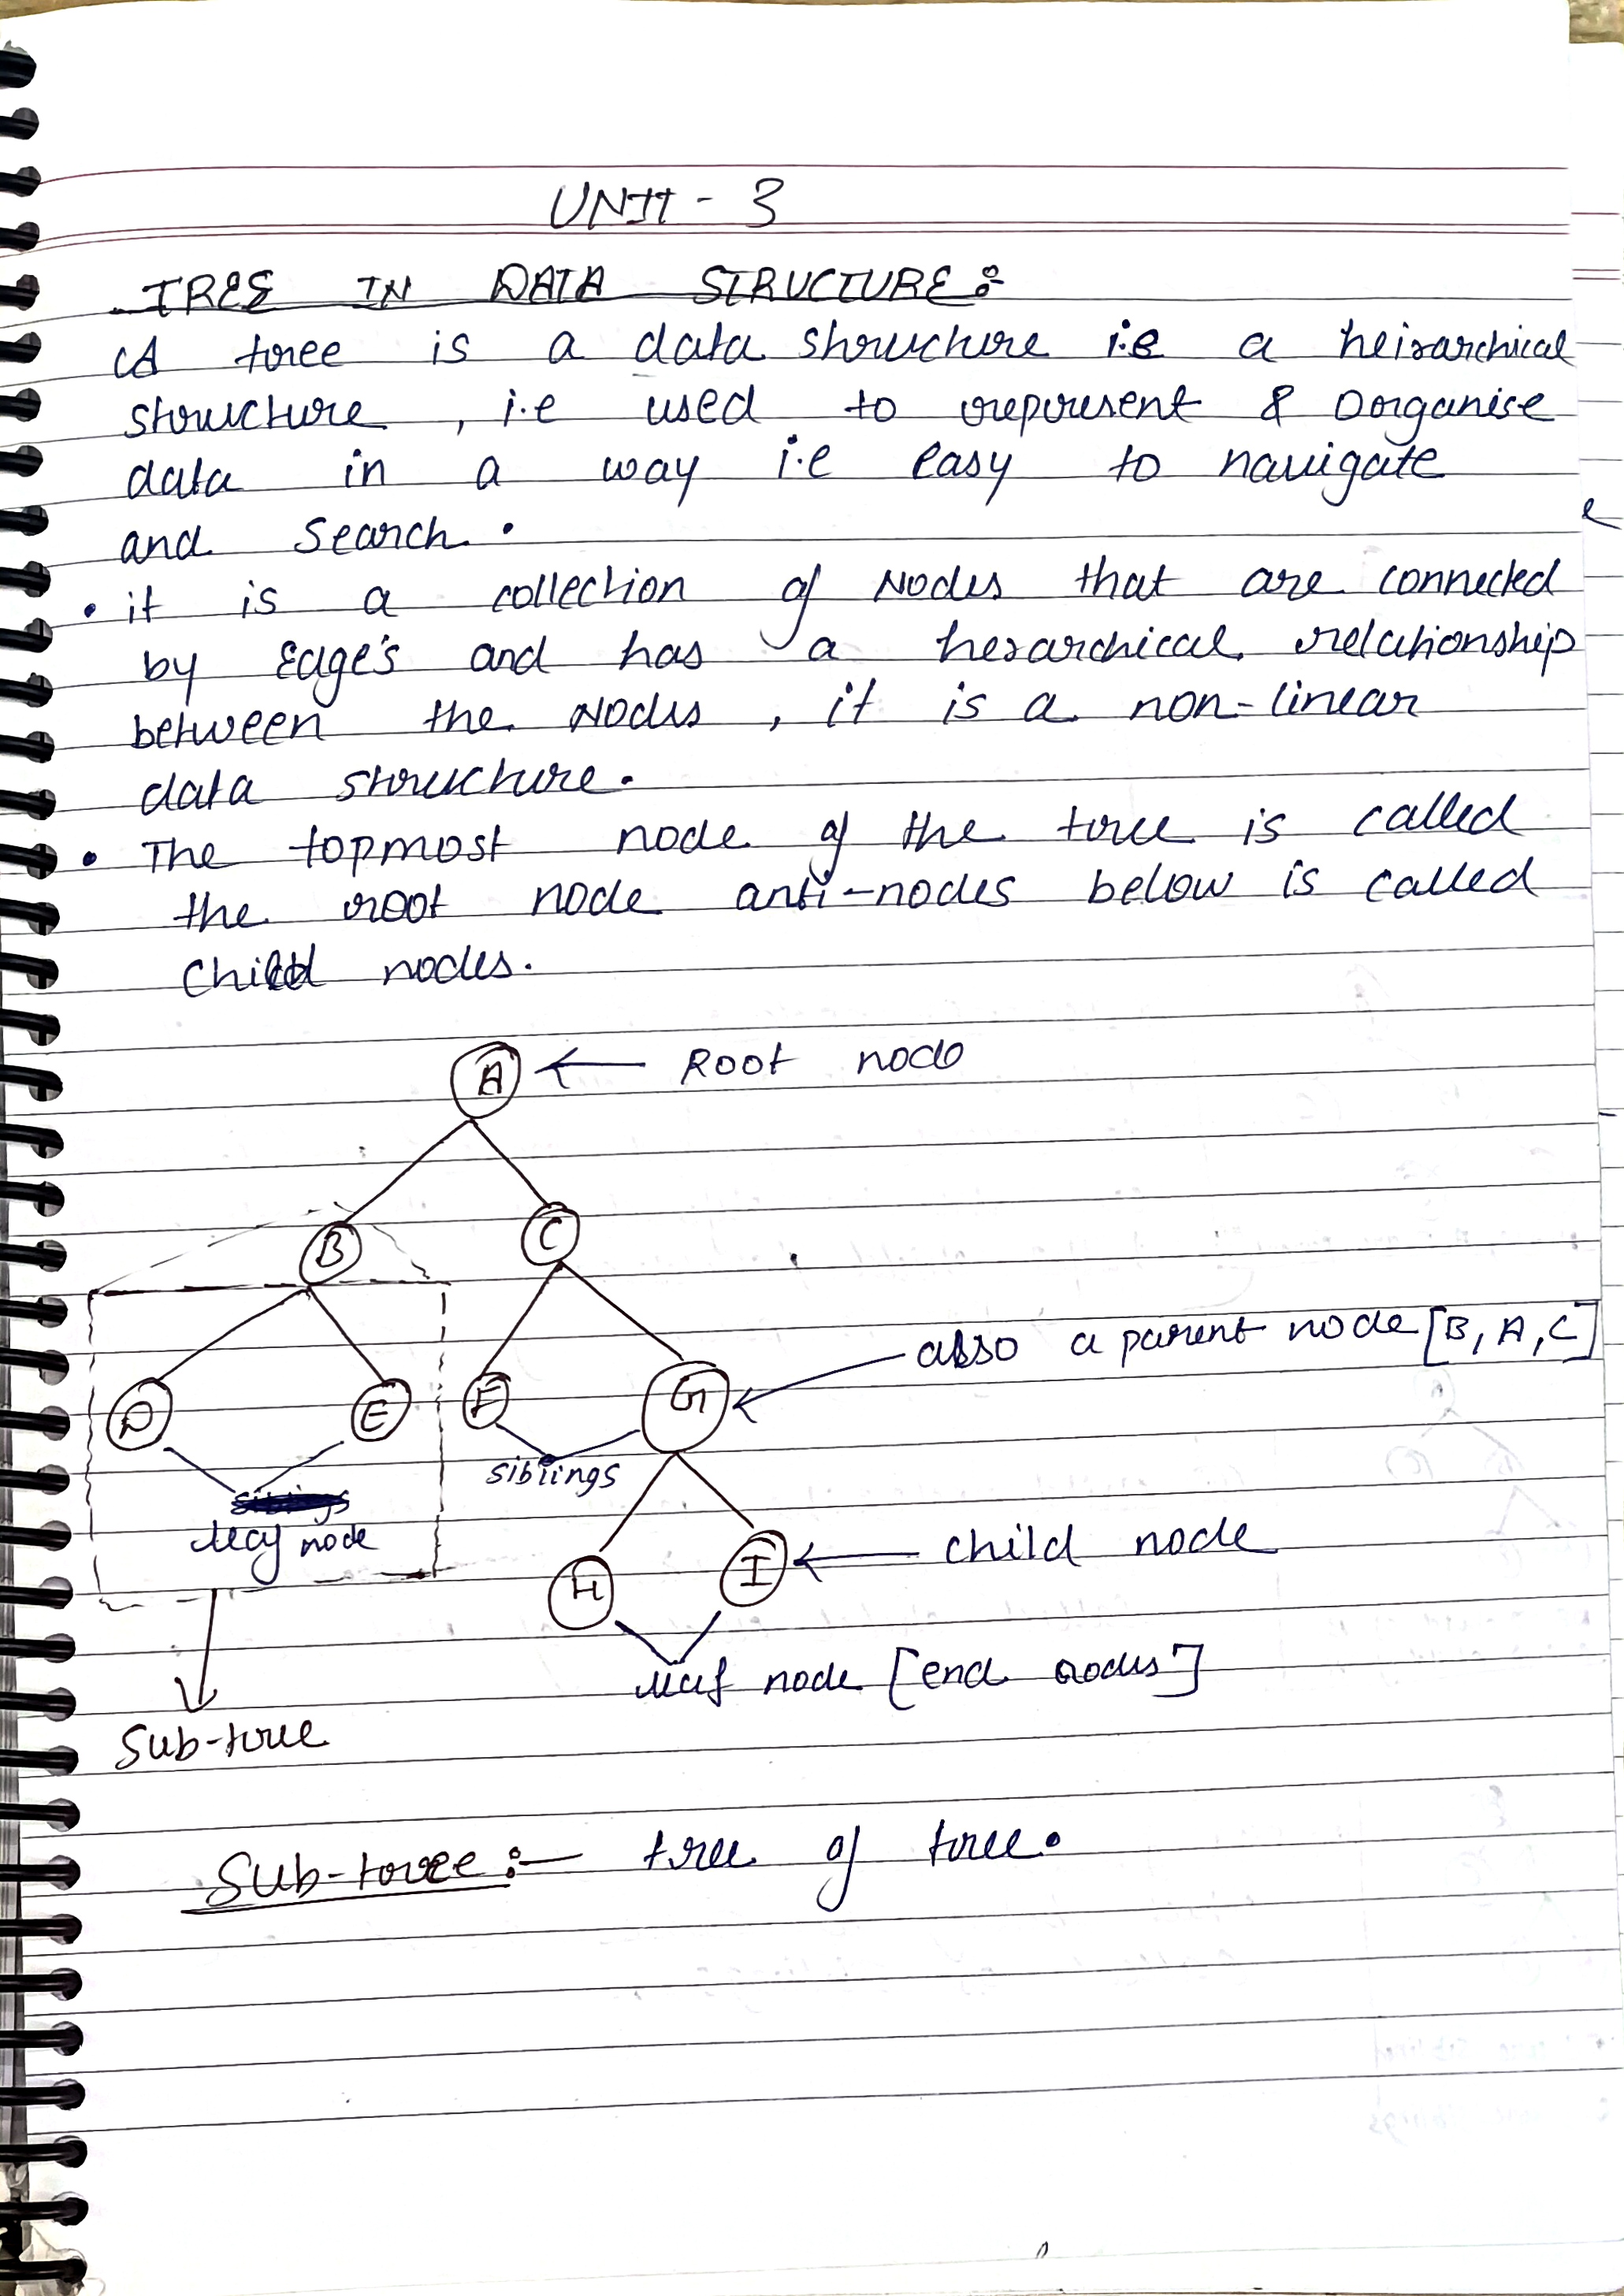 UNIT - 3
TREE IN DATA STRUCTURE :-
A tree is a data structure i.e a heirarchical
structure , i.e used to represent & Oorganise
data in a way i.e easy to navigate
and Search .
• it is a collection of Nodes that are connected
by Edge's and has a herarchical relationship
between the Nodes , it is a non-linear
data structure.
• The topmost node of the tree is called
the root node anti-nodes below is called
child nodes.
A ← Root node
B C
also a parent node [B, A, C]
D E F G
siblings
siblings
leaf node
H I ← child node
leaf node [end nodes]
Sub-tree
Sub-tree :- tree of tree.